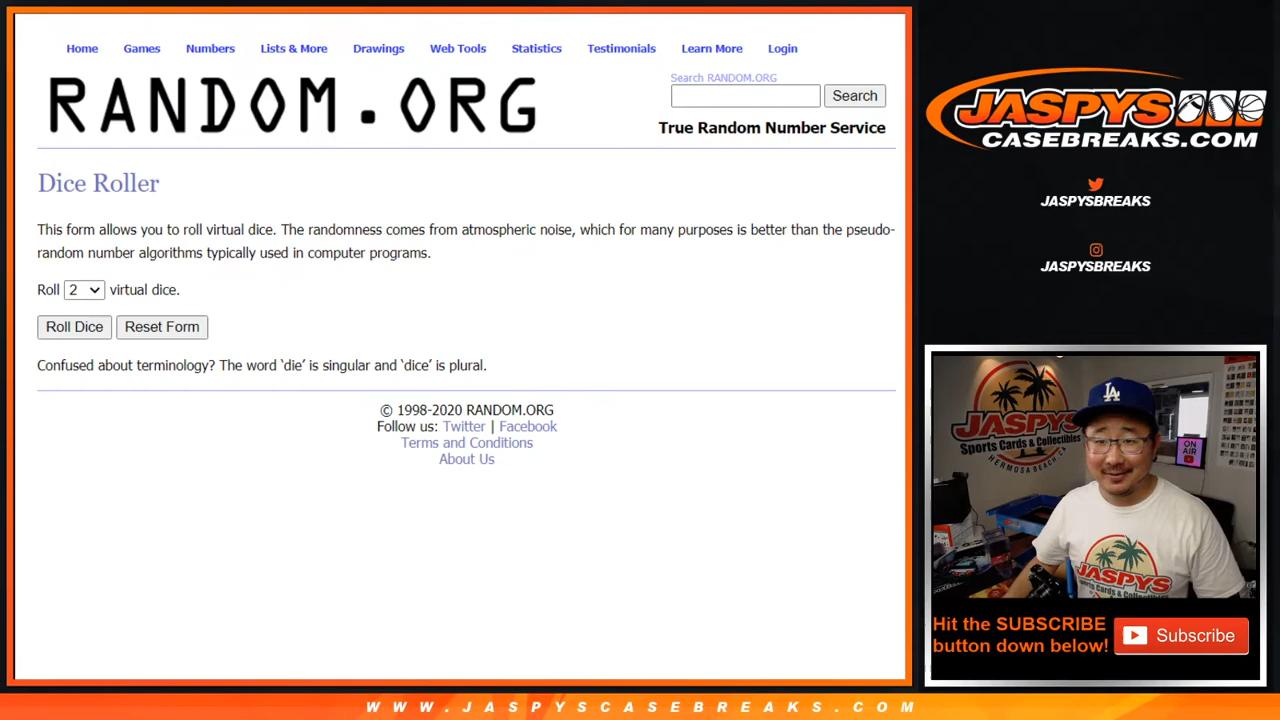 Home Games Numbers Lists & More Drawings Web Tools Statistics Testimonials Learn More Login
RANDOM.ORG
Search RANDOM.ORG
Search
True Random Number Service
Dice Roller
This form allows you to roll virtual dice. The randomness comes from atmospheric noise, which for many purposes is better than the pseudo-
random number algorithms typically used in computer programs.
Roll 2 virtual dice.
Roll Dice Reset Form
Confused about terminology? The word ‘die’ is singular and ‘dice’ is plural.
© 1998-2020 RANDOM.ORG
Follow us: Twitter | Facebook
Terms and Conditions
About Us
JASPYS
CASEBREAKS.COM
JASPYSBREAKS
JASPYSBREAKS
JASPYS
Sports Cards & Collectibles
HERMOSA BEACH, CA
LA
ON
AIR
JASPYS
Sports Cards & Collectibles
Hit the SUBSCRIBE
button down below!
Subscribe
WWW.JASPYSCASEBREAKS.COM